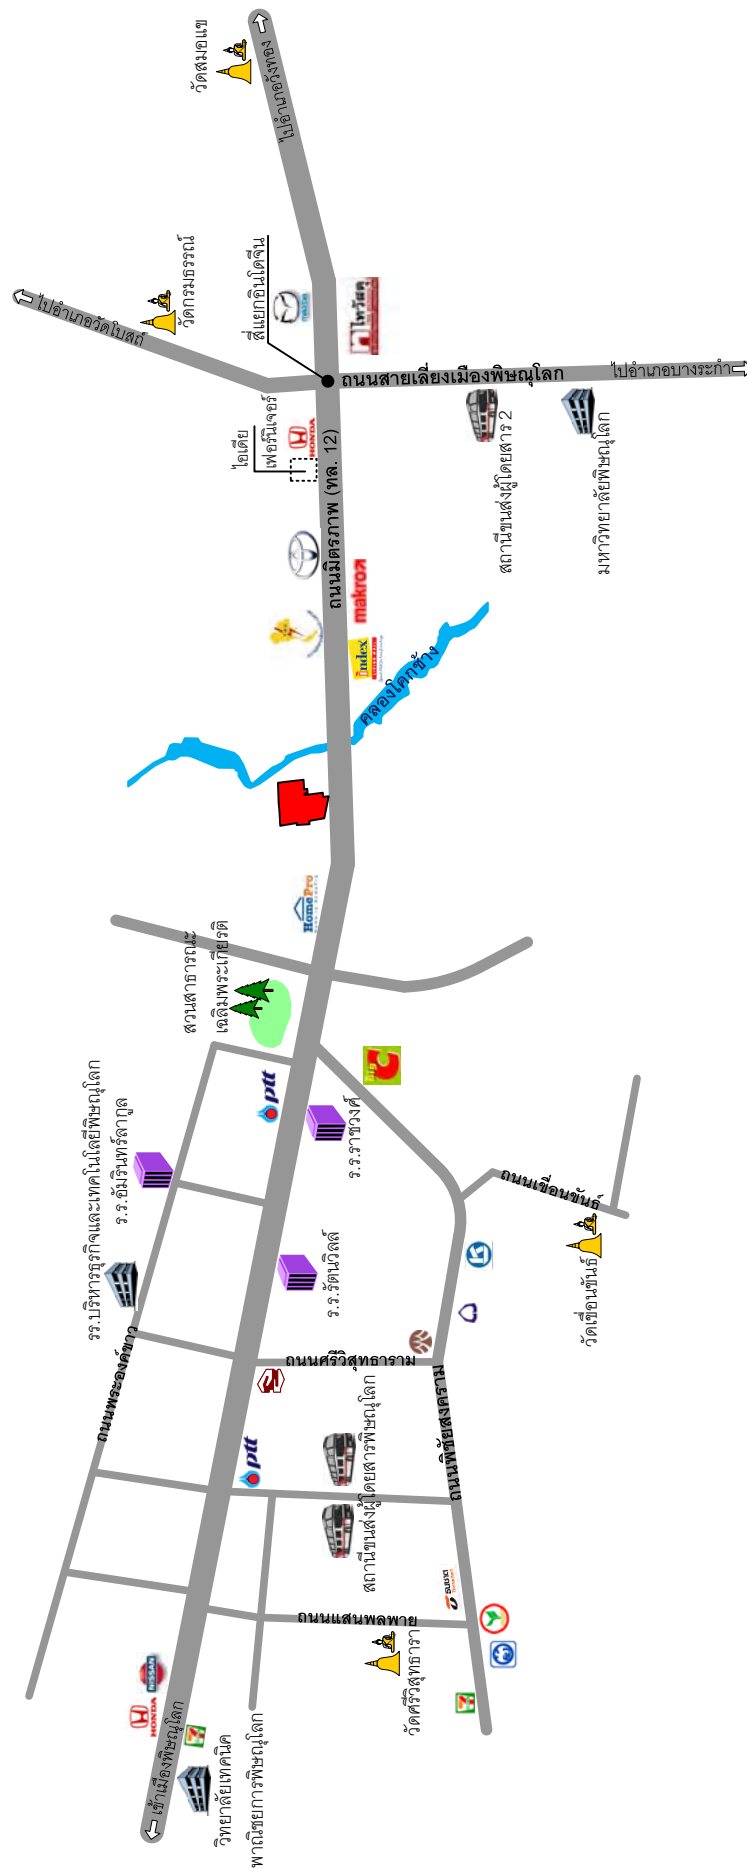 วัดสมอแข
ไปอำเภอวังทอง
ไปอำเภอวัดโบสถ์
วัดกรมธรรณ์
สี่แยกอินโดจีน
mazda
ไทวัสดุ
ถนนสายเลี่ยงเมืองพิษณุโลก
ไปอำเภอบางระกำ
ไอเดีย
เฟอร์นิเจอร์
HONDA
ถนนมิตรภาพ (ทล. 12)
สถานีขนส่งผู้โดยสาร 2
มหาวิทยาลัยพิษณุโลก
makro
index
คลองโคกช้าง
HomePro
สวนสาธารณะ
เฉลิมพระเกียรติ
Big C
ptt
รร.บริหารธุรกิจและเทคโนโลยีพิษณุโลก
ร.ร.อัมรินทร์ลากูล
ร.ร.ราชวงศ์
ถนนเขื่อนขันธ์
วัดเขื่อนขันธ์
ร.ร.รัตนวิลล์
ถนนพระองค์ขาว
ถนนศรีวิสุทธาราม
ถนนพิชัยสงคราม
ptt
สถานีขนส่งผู้โดยสารพิษณุโลก
ธนชาต
ถนนแสนพลพาย
วัดศรีวิสุทธารา
NISSAN
HONDA
7
7
เข้าเมืองพิษณุโลก
วิทยาลัยเทคนิค
พาณิชยการพิษณุโลก